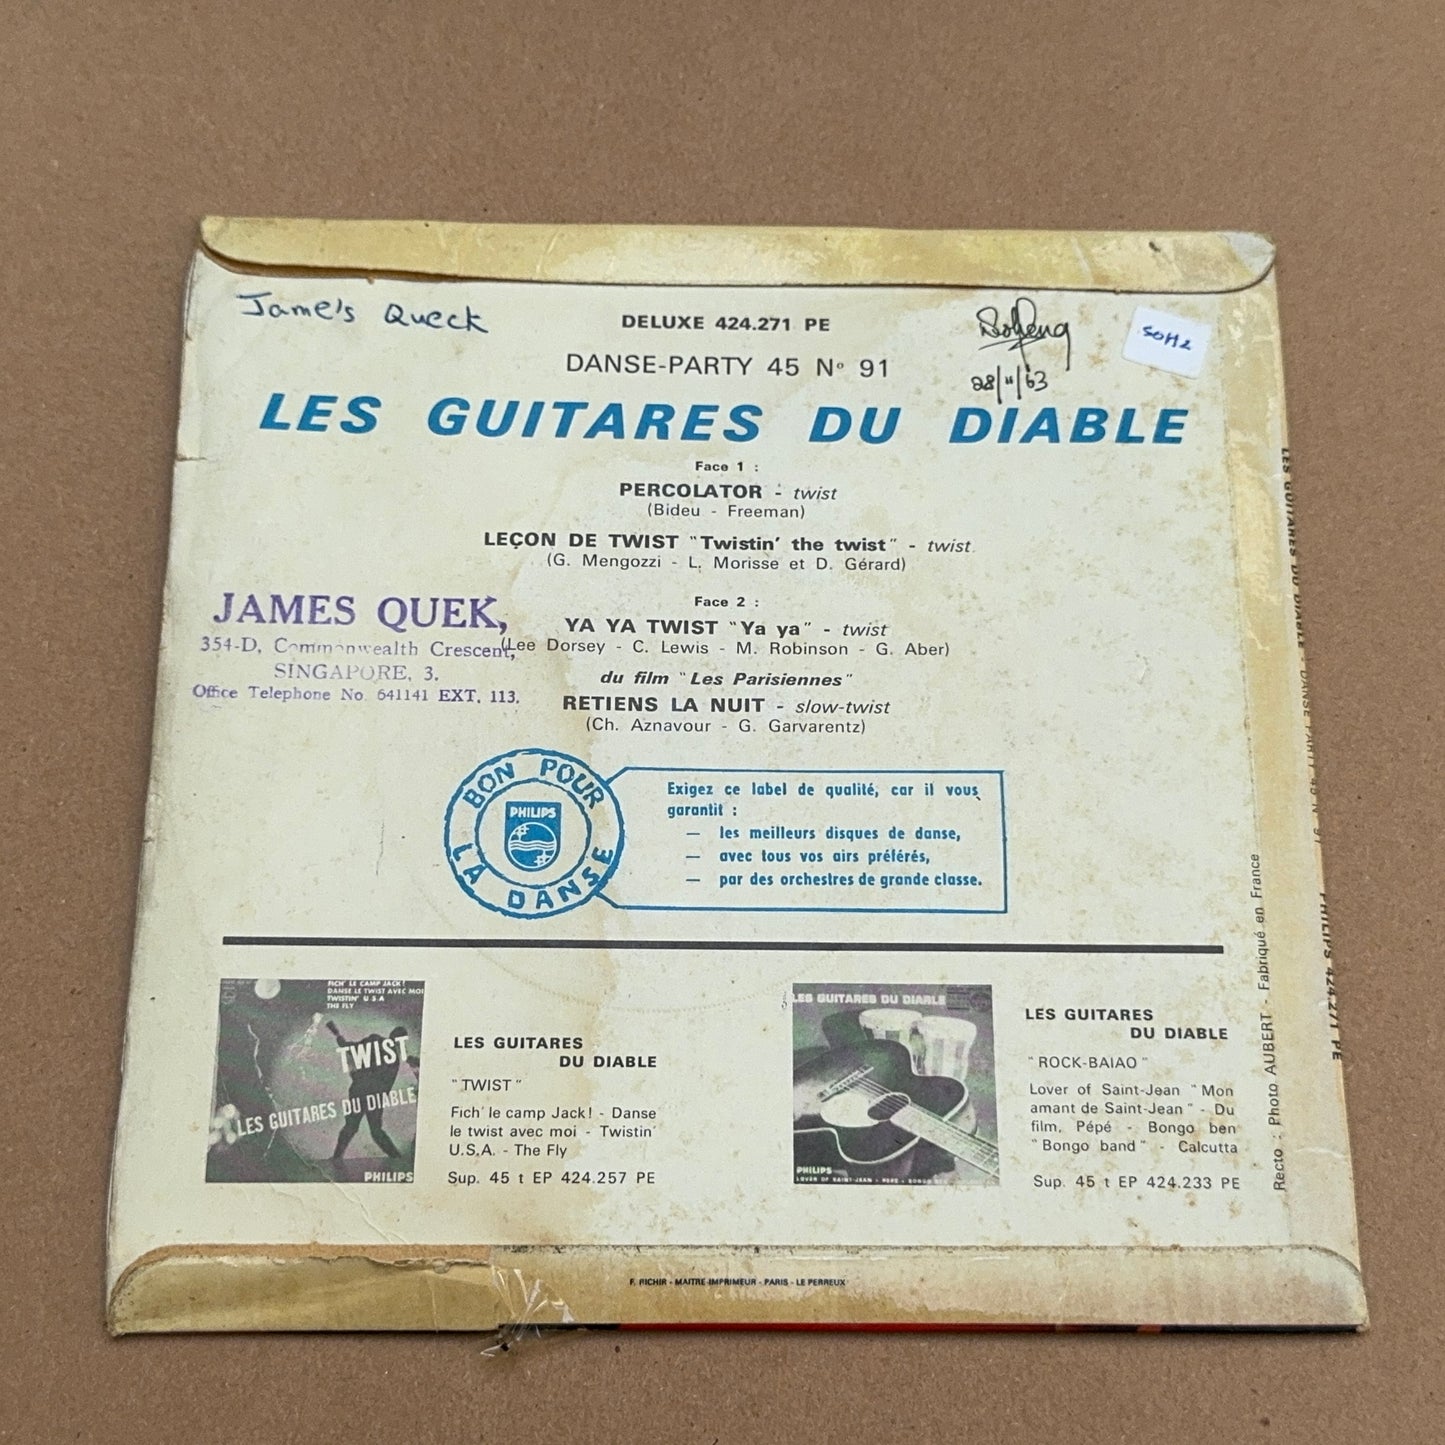 Jame's Queck
DELUXE 424.271 PE
28/11/63
SOH2
DANSE-PARTY 45 Nº 91
LES GUITARES DU DIABLE
Face 1 :
PERCOLATOR - twist
(Bideu - Freeman)
LEÇON DE TWIST "Twistin' the twist" - twist
(G. Mengozzi - L. Morisse et D. Gérard)
Face 2 :
YA YA TWIST "Ya ya" - twist
(Lee Dorsey - C. Lewis - M. Robinson - G. Aber)
du film "Les Parisiennes"
RETIENS LA NUIT - slow-twist
(Ch. Aznavour - G. Garvarentz)
JAMES QUEK,
354-D, Commonwealth Crescent,
SINGAPORE, 3.
Office Telephone No. 641141 EXT. 113.
BON POUR
LA DANSE
PHILIPS
Exigez ce label de qualité, car il vous
garantit :
— les meilleurs disques de danse,
— avec tous vos airs préférés,
— par des orchestres de grande classe.
FICH' LE CAMP JACK!
DANSE LE TWIST AVEC MOI
TWISTIN' U S A
THE FLY
TWIST
LES GUITARES DU DIABLE
PHILIPS
LES GUITARES
DU DIABLE
"TWIST"
Fich' le camp Jack! - Danse
le twist avec moi - Twistin'
U.S.A. - The Fly
Sup. 45 t EP 424.257 PE
LES GUITARES DU DIABLE
PHILIPS
LOVER OF SAINT-JEAN - PEPE - BONGO
LES GUITARES
DU DIABLE
"ROCK-BAIAO"
Lover of Saint-Jean "Mon
amant de Saint-Jean" - Du
film, Pépé - Bongo ben
"Bongo band" - Calcutta
Sup. 45 t EP 424.233 PE
Recto : Photo AUBERT - Fabriqué en France
LES GUITARES DU DIABLE - DANSE PARTY 45 N° 91
PHILIPS 424.271 PE
F. RICHIR - MAITRE-IMPRIMEUR - PARIS - LE PERREUX